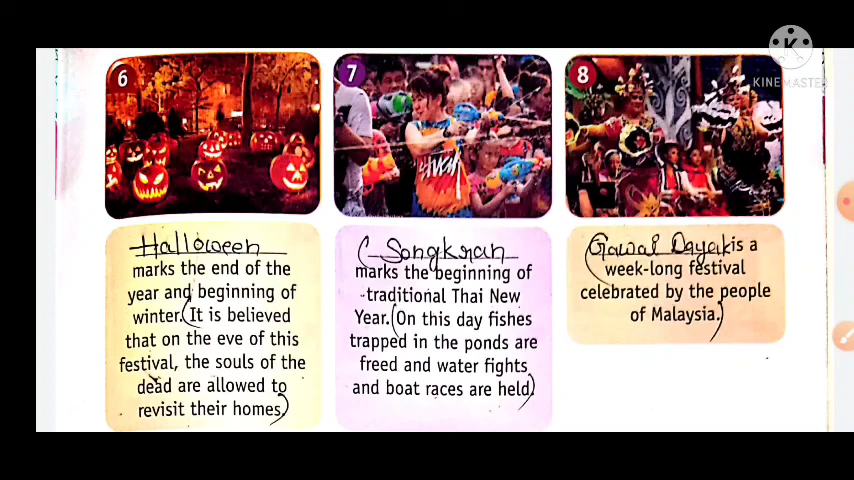 6
7
8
KINEMASTER
Halloween
marks the end of the
year and beginning of
winter. (It is believed
that on the eve of this
festival, the souls of the
dead are allowed to
revisit their homes.)
(Songkran
marks the beginning of
traditional Thai New
Year. (On this day fishes
trapped in the ponds are
freed and water fights
and boat races are held)
(Gawai Dayak is a
week-long festival
celebrated by the people
of Malaysia.)